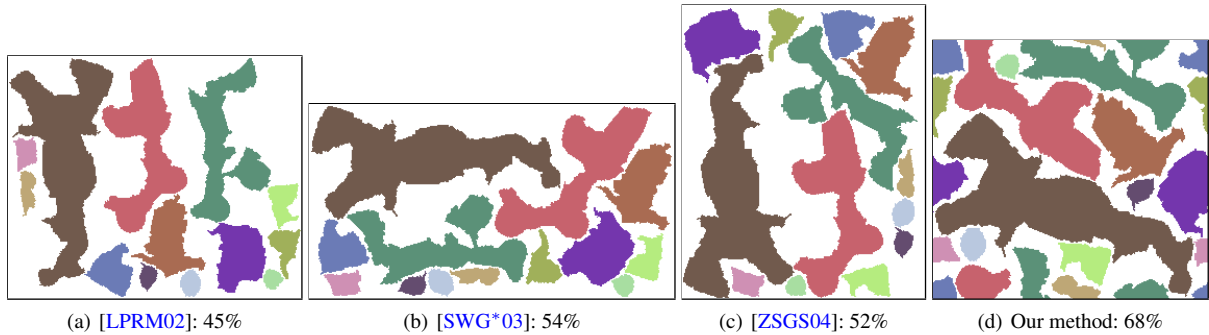 (a) [LPRM02]: 45%
(b) [SWG*03]: 54%
(c) [ZSGS04]: 52%
(d) Our method: 68%